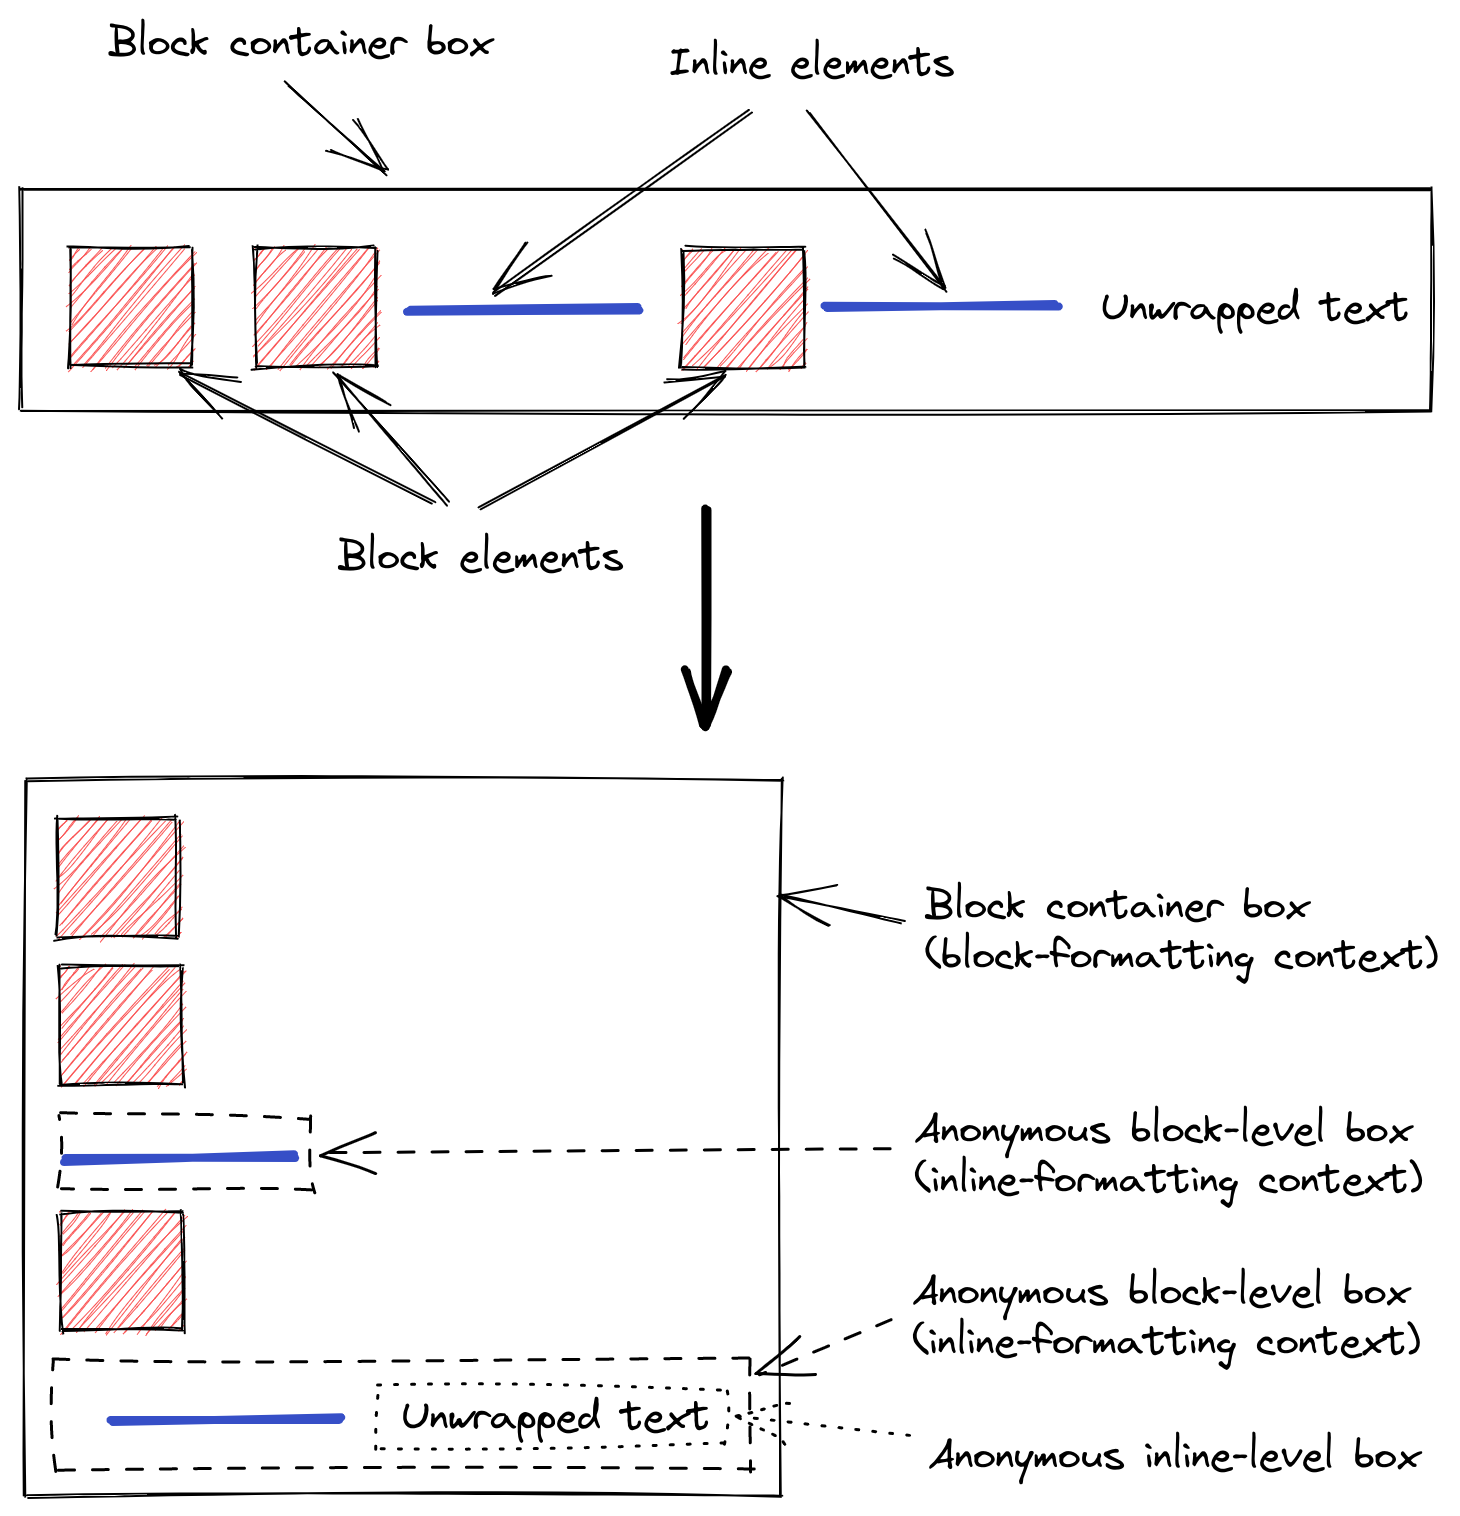 Block container box
Inline elements
Unwrapped text
Block elements
Block container box
(block-formatting context)
Anonymous block-level box
(inline-formatting context)
Anonymous block-level box
(inline-formatting context)
Unwrapped text
Anonymous inline-level box